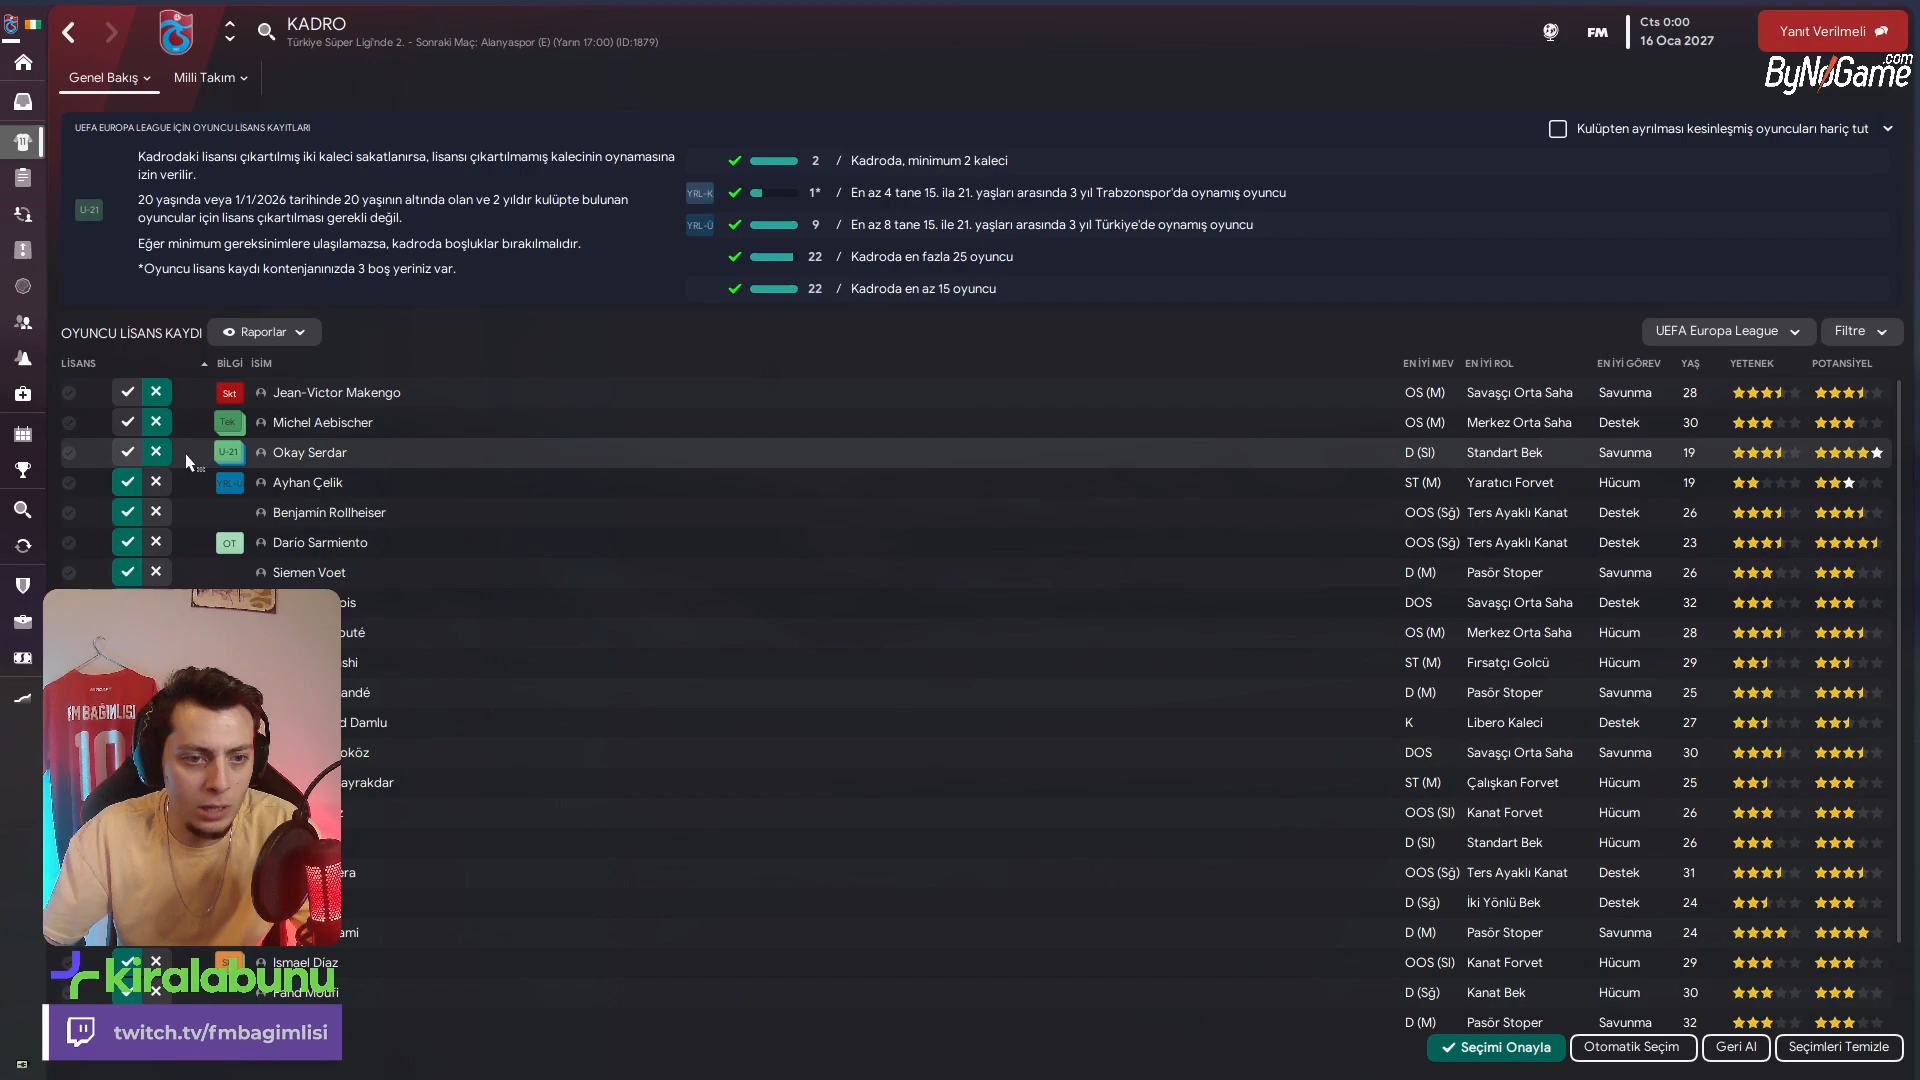 KADRO
Türkiye Süper Ligi'nde 2. - Sonraki Maç: Alanyaspor (E) (Yarın 17:00) (ID:1879)
FM
Cts 0:00
16 Oca 2027
Yanıt Verilmeli
ByNoGame.com
Genel Bakış
Milli Takım
UEFA EUROPA LEAGUE İÇİN OYUNCU LİSANS KAYITLARI
Kulüpten ayrılması kesinleşmiş oyuncuları hariç tut
Kadrodaki lisansı çıkartılmış iki kaleci sakatlanırsa, lisansı çıkartılmamış kalecinin oynamasına
izin verilir.
U-21
20 yaşında veya 1/1/2026 tarihinde 20 yaşının altında olan ve 2 yıldır kulüpte bulunan
oyuncular için lisans çıkartılması gerekli değil.
Eğer minimum gereksinimlere ulaşılamazsa, kadroda boşluklar bırakılmalıdır.
*Oyuncu lisans kaydı kontenjanınızda 3 boş yeriniz var.
2 / Kadroda, minimum 2 kaleci
YRL-K 1* / En az 4 tane 15. ila 21. yaşları arasında 3 yıl Trabzonspor'da oynamış oyuncu
YRL-Ü 9 / En az 8 tane 15. ile 21. yaşları arasında 3 yıl Türkiye'de oynamış oyuncu
22 / Kadroda en fazla 25 oyuncu
22 / Kadroda en az 15 oyuncu
OYUNCU LİSANS KAYDI
Raporlar
UEFA Europa League
Filtre
LİSANS BİLGİ İSİM EN İYİ MEV EN İYİ ROL EN İYİ GÖREV YAŞ YETENEK POTANSİYEL
Skt Jean-Victor Makengo OS (M) Savaşçı Orta Saha Savunma 28
Tek Michel Aebischer OS (M) Merkez Orta Saha Destek 30
U-21 Okay Serdar D (Sl) Standart Bek Savunma 19
YRL-Ü Ayhan Çelik ST (M) Yaratıcı Forvet Hücum 19
Benjamín Rollheiser OOS (Sğ) Ters Ayaklı Kanat Destek 26
OT Darío Sarmiento OOS (Sğ) Ters Ayaklı Kanat Destek 23
Siemen Voet D (M) Pasör Stoper Savunma 26
ois DOS Savaşçı Orta Saha Destek 32
outé OS (M) Merkez Orta Saha Hücum 28
shi ST (M) Fırsatçı Golcü Hücum 29
andé D (M) Pasör Stoper Savunma 25
d Damlu K Libero Kaleci Destek 27
oköz DOS Savaşçı Orta Saha Savunma 30
ayrakdar ST (M) Çalışkan Forvet Hücum 25
z OOS (Sl) Kanat Forvet Hücum 26
D (Sl) Standart Bek Hücum 26
era OOS (Sğ) Ters Ayaklı Kanat Destek 31
D (Sğ) İki Yönlü Bek Destek 24
ami D (M) Pasör Stoper Savunma 24
Ismael Díaz OOS (Sl) Kanat Forvet Hücum 29
D (Sğ) Kanat Bek Hücum 30
D (M) Pasör Stoper Savunma 32
FM BAĞIMLISI
10
kiralabunu
twitch.tv/fmbagimlisi
Seçimi Onayla
Otomatik Seçim
Geri Al
Seçimleri Temizle